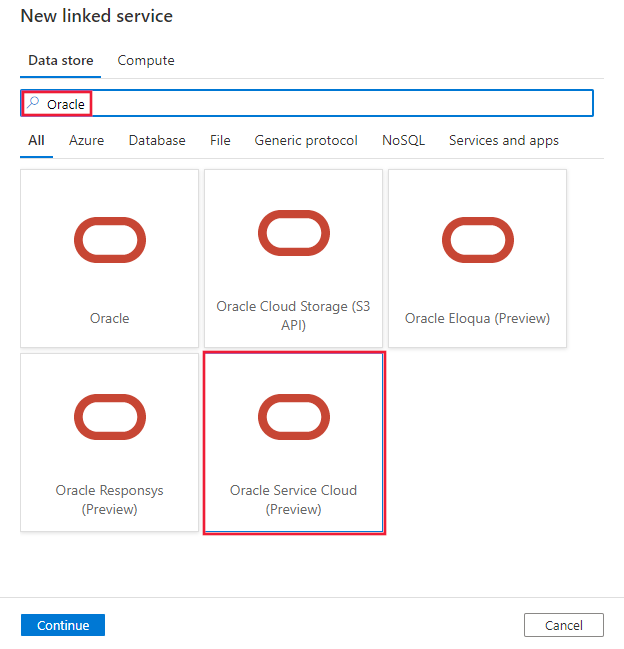 New linked service
Data store Compute
Oracle
All Azure Database File Generic protocol NoSQL Services and apps
Oracle
Oracle Cloud Storage (S3
API)
Oracle Eloqua (Preview)
Oracle Responsys
(Preview)
Oracle Service Cloud
(Preview)
Continue Cancel